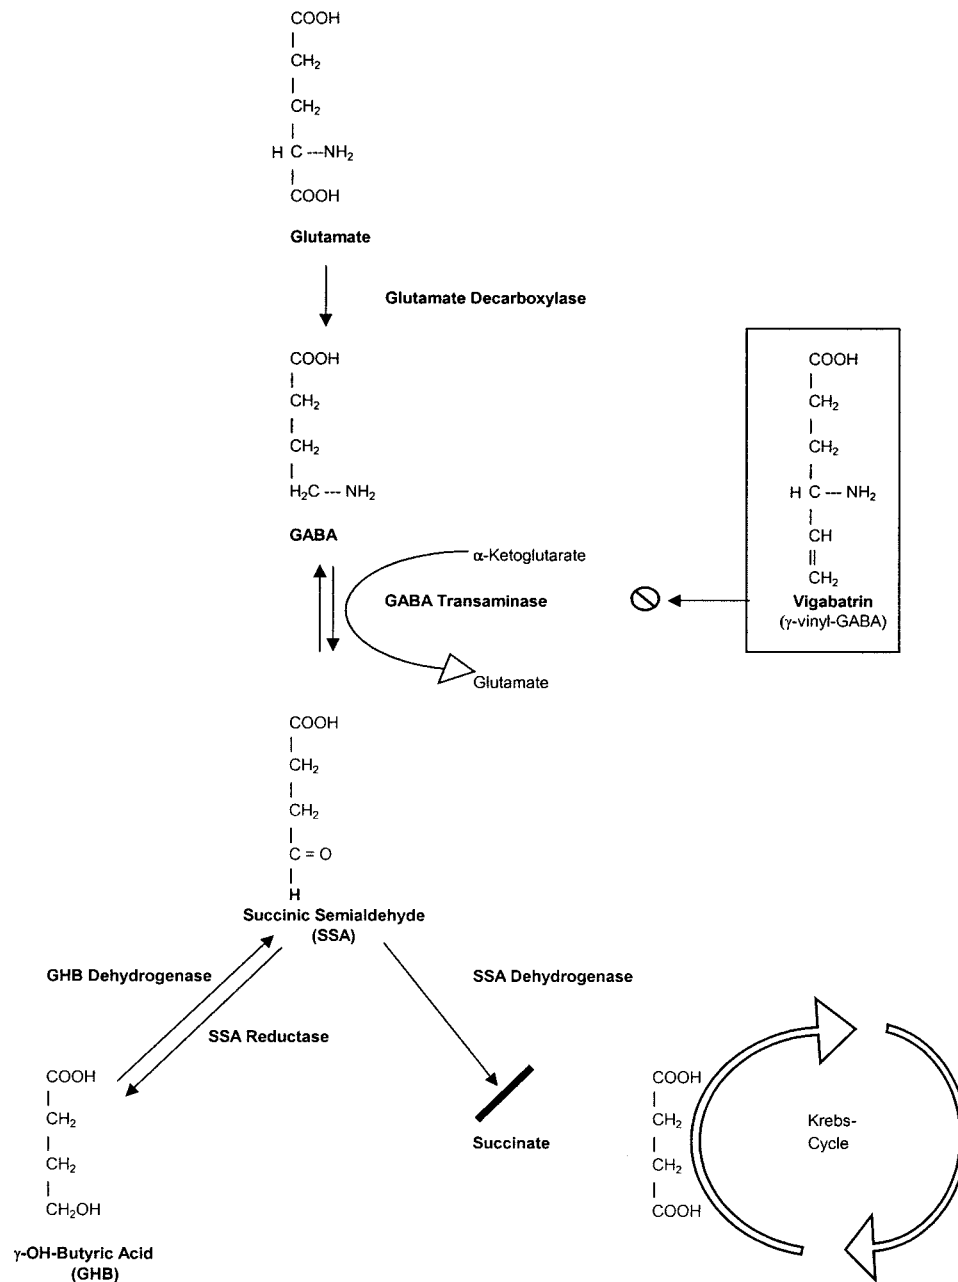 COOH
CH2
CH2
H C ---NH2
COOH
Glutamate
Glutamate Decarboxylase
COOH
CH2
CH2
H2C --- NH2
GABA
COOH
CH2
CH2
H C --- NH2
CH
CH2
Vigabatrin
(γ-vinyl-GABA)
α-Ketoglutarate
GABA Transaminase
Glutamate
COOH
CH2
CH2
C = O
H
Succinic Semialdehyde
(SSA)
GHB Dehydrogenase
SSA Dehydrogenase
SSA Reductase
COOH
CH2
CH2
CH2OH
γ-OH-Butyric Acid
(GHB)
Succinate
COOH
CH2
CH2
COOH
Krebs-
Cycle